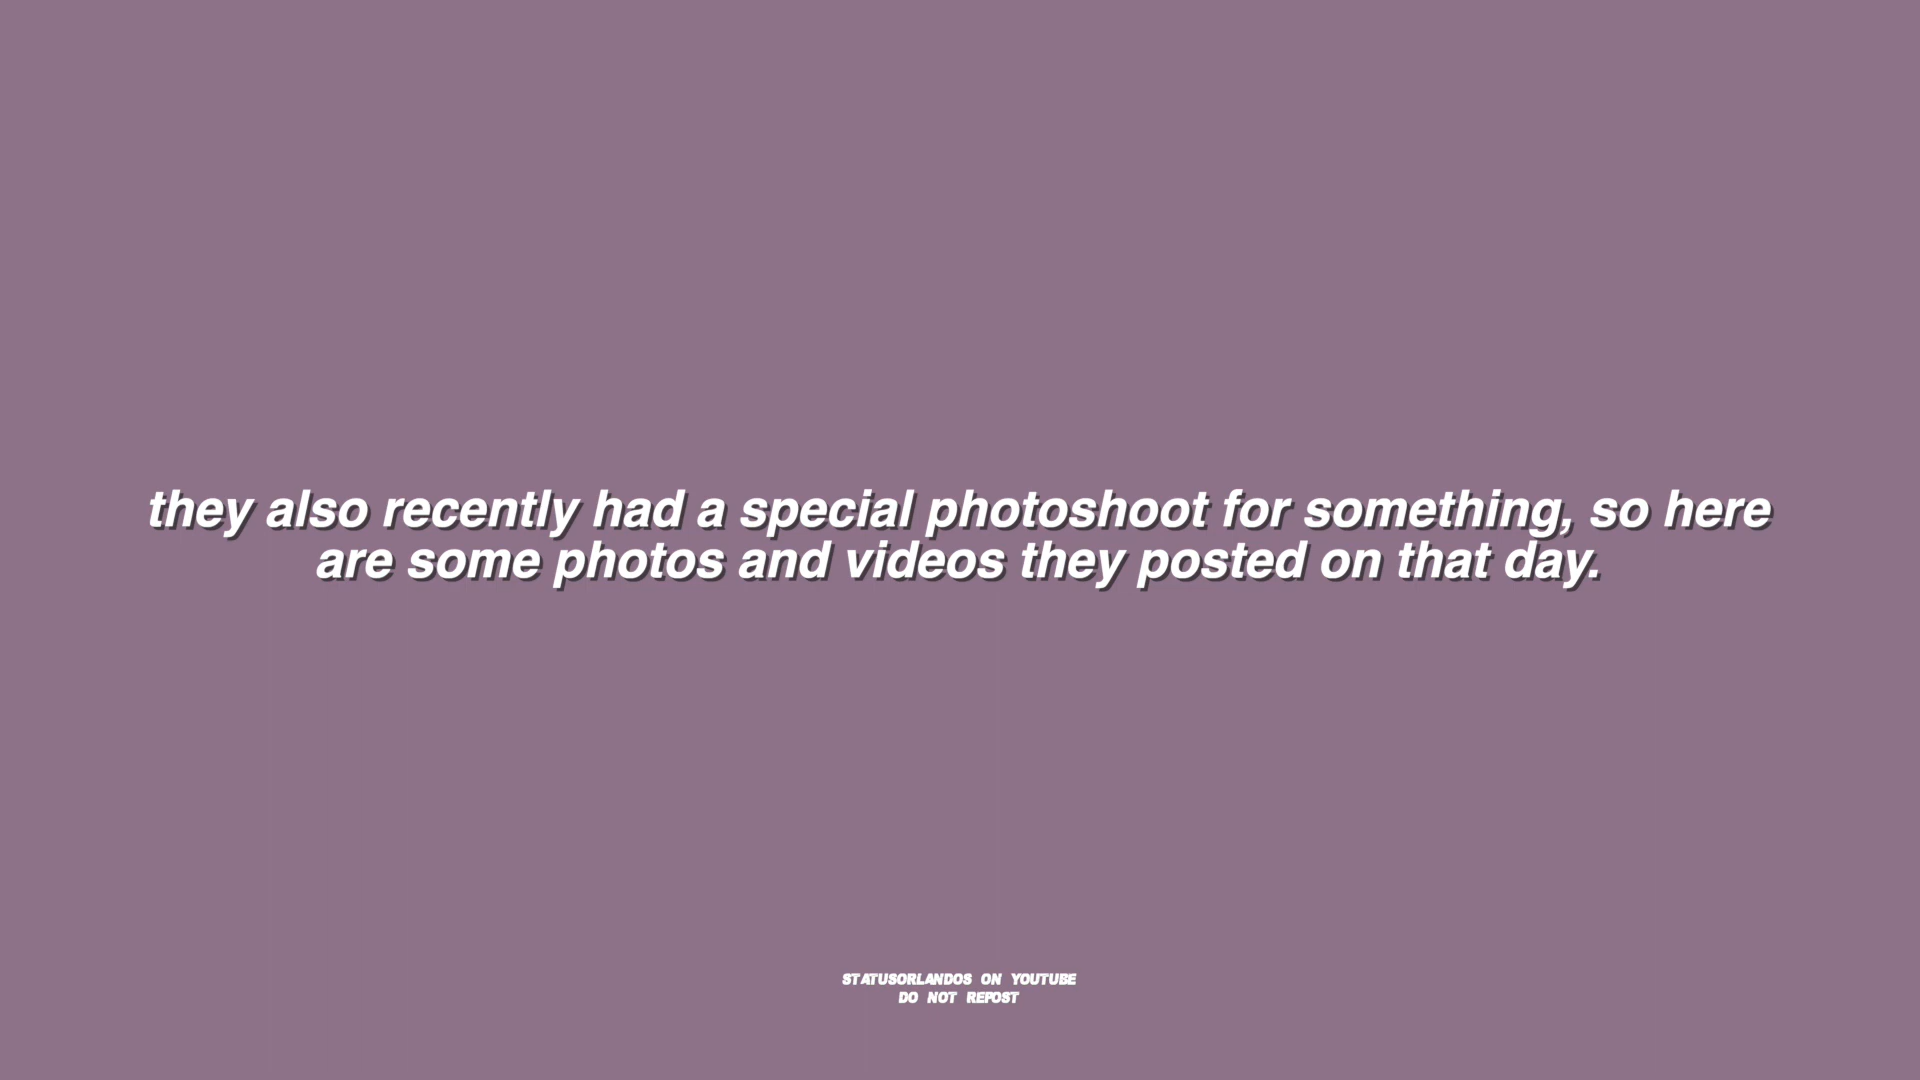 they also recently had a special photoshoot for something, so here
are some photos and videos they posted on that day.
STATUSORLANDOS ON YOUTUBE
DO NOT REPOST